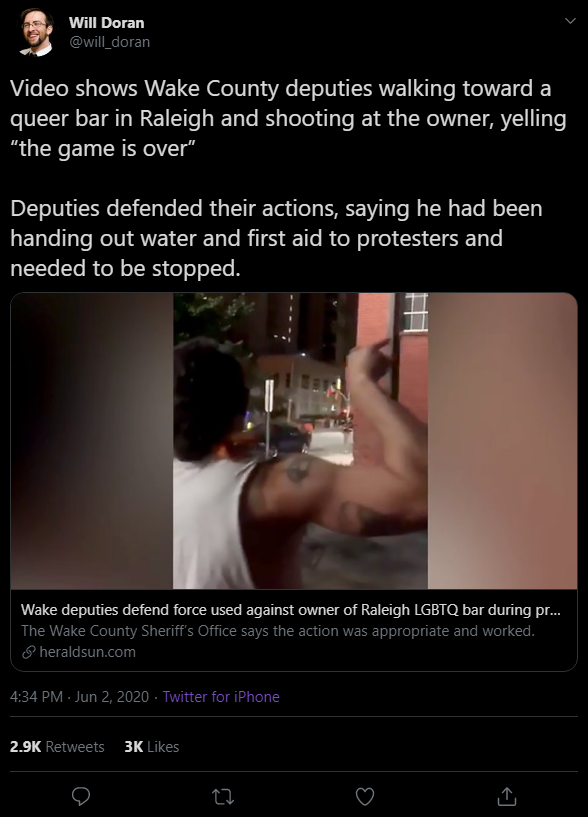 Will Doran
@will_doran
Video shows Wake County deputies walking toward a
queer bar in Raleigh and shooting at the owner, yelling
“the game is over”
Deputies defended their actions, saying he had been
handing out water and first aid to protesters and
needed to be stopped.
Wake deputies defend force used against owner of Raleigh LGBTQ bar during pr...
The Wake County Sheriff's Office says the action was appropriate and worked.
heraldsun.com
4:34 PM · Jun 2, 2020 · Twitter for iPhone
2.9K Retweets 3K Likes